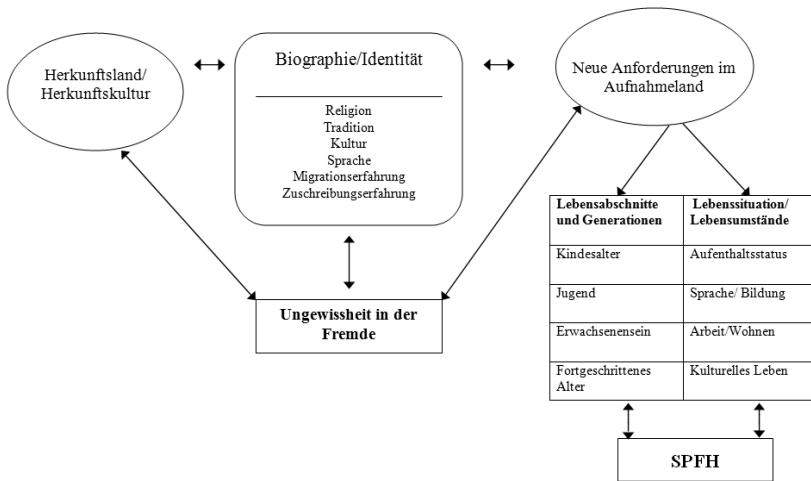 Herkunftsland/
Herkunftskultur
Biographie/Identität
Religion
Tradition
Kultur
Sprache
Migrationserfahrung
Zuschreibungserfahrung
Neue Anforderungen im
Aufnahmeland
Ungewissheit in der
Fremde
Lebensabschnitte
und Generationen
Lebenssituation/
Lebensumstände
Kindesalter
Aufenthaltsstatus
Jugend
Sprache/ Bildung
Erwachsenensein
Arbeit/Wohnen
Fortgeschrittenes
Alter
Kulturelles Leben
SPFH